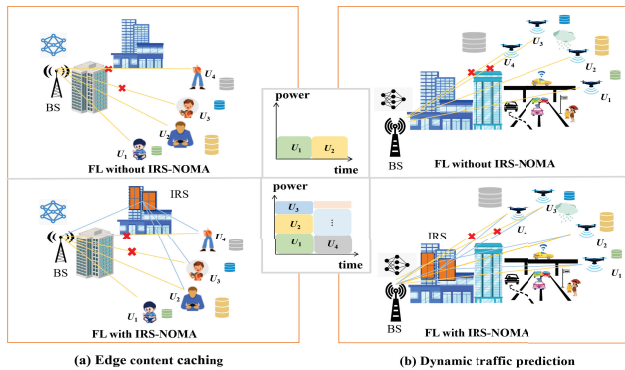 U4
BS
U3
U2
U1
FL without IRS-NOMA
power
U1 U2
time
U3
U4
U2
U1
BS
FL without IRS-NOMA
IRS
BS
U4
U3
U2
U1
FL with IRS-NOMA
power
U3
U2 ⋮
U1 U4
time
U3
IRS
U2
U1
BS
FL with IRS-NOMA
(a) Edge content caching
(b) Dynamic traffic prediction